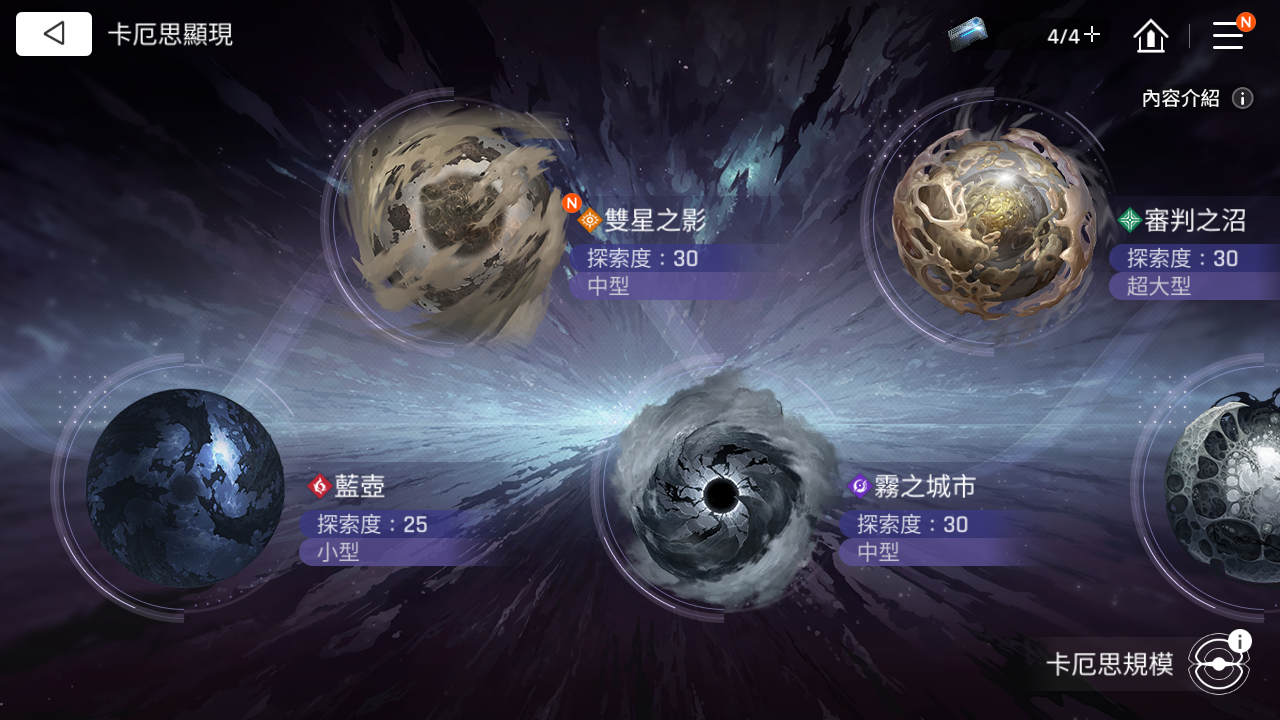 卡厄思顯現
4/4
N
內容介紹
N
雙星之影
探索度：30
中型
審判之沼
探索度：30
超大型
藍壺
探索度：25
小型
霧之城市
探索度：30
中型
卡厄思規模